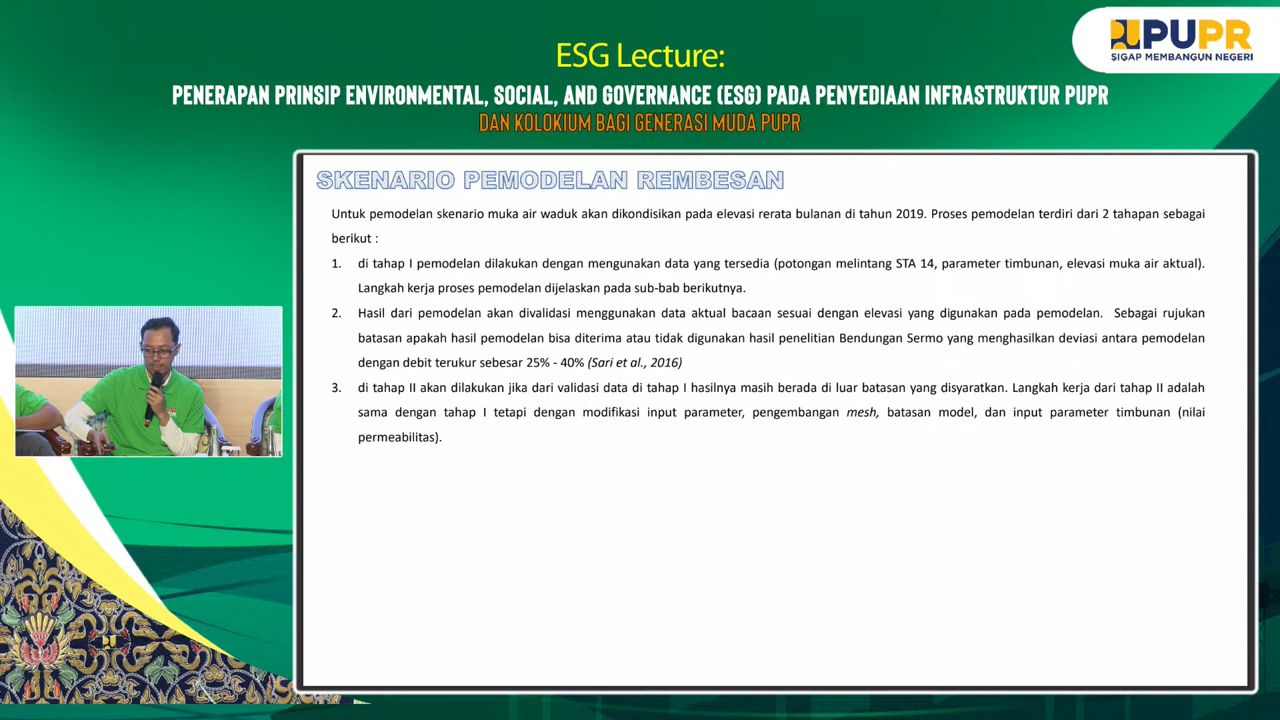 PUPR
SIGAP MEMBANGUN NEGERI
ESG Lecture:
PENERAPAN PRINSIP ENVIRONMENTAL, SOCIAL, AND GOVERNANCE (ESG) PADA PENYEDIAAN INFRASTRUKTUR PUPR
DAN KOLOKIUM BAGI GENERASI MUDA PUPR
SKENARIO PEMODELAN REMBESAN
Untuk pemodelan skenario muka air waduk akan dikondisikan pada elevasi rerata bulanan di tahun 2019. Proses pemodelan terdiri dari 2 tahapan sebagai
berikut :
1. di tahap I pemodelan dilakukan dengan mengunakan data yang tersedia (potongan melintang STA 14, parameter timbunan, elevasi muka air aktual).
Langkah kerja proses pemodelan dijelaskan pada sub-bab berikutnya.
2. Hasil dari pemodelan akan divalidasi menggunakan data aktual bacaan sesuai dengan elevasi yang digunakan pada pemodelan. Sebagai rujukan
batasan apakah hasil pemodelan bisa diterima atau tidak digunakan hasil penelitian Bendungan Sermo yang menghasilkan deviasi antara pemodelan
dengan debit terukur sebesar 25% - 40% (Sari et al., 2016)
3. di tahap II akan dilakukan jika dari validasi data di tahap I hasilnya masih berada di luar batasan yang disyaratkan. Langkah kerja dari tahap II adalah
sama dengan tahap I tetapi dengan modifikasi input parameter, pengembangan mesh, batasan model, dan input parameter timbunan (nilai
permeabilitas).